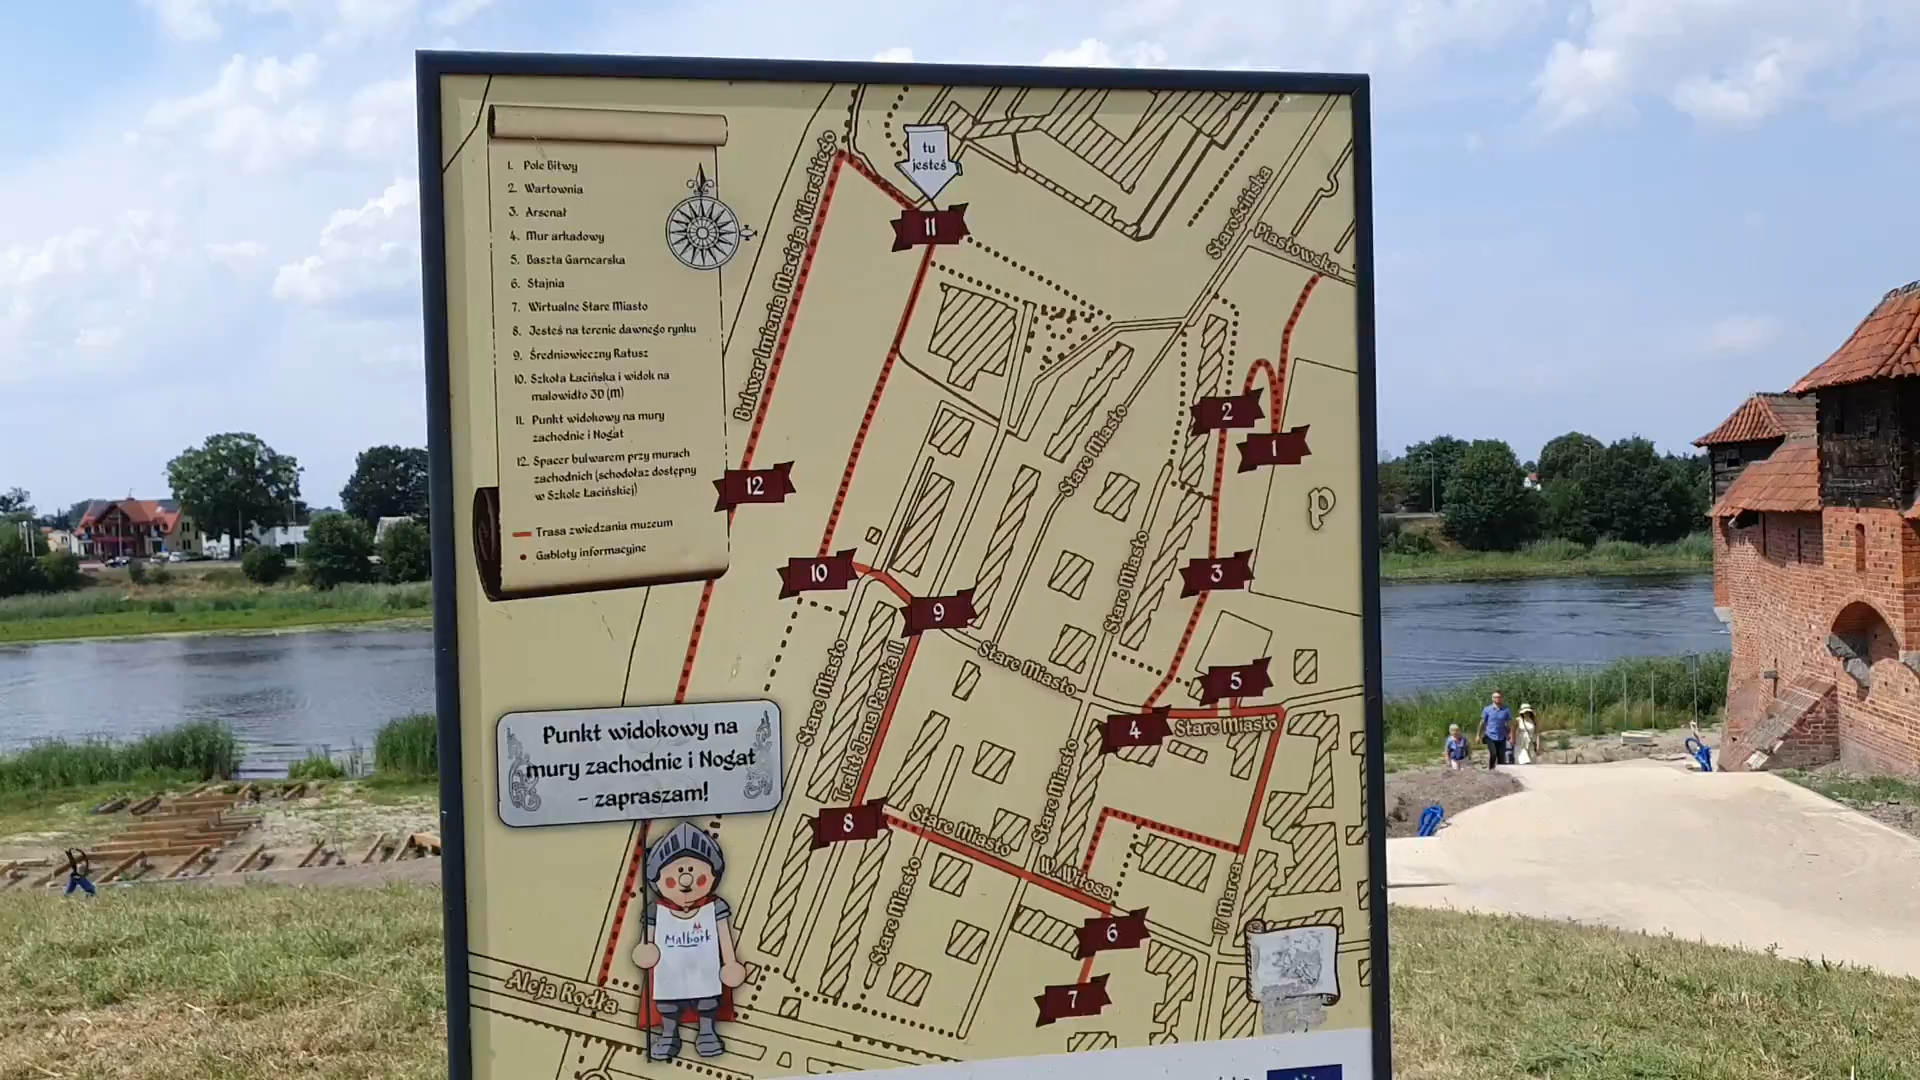 1. Pole Bitwy
2. Wartownia
3. Arsenał
4. Mur arkadowy
5. Baszta Garncarska
6. Stajnia
7. Wirtualne Stare Miasto
8. Jesteś na terenie dawnego rynku
9. Średniowieczny Ratusz
10. Szkoła Łacińska i widok na
malowidło 3D (M)
11. Punkt widokowy na mury
zachodnie i Nogat
12. Spacer bulwarem przy murach
zachodnich (schodołaz dostępny
w Szkole Łacińskiej)
Trasa zwiedzania muzeum
Gabloty informacyjne
tu
jesteś
11
Bulwar Imienia Macieja Kilarskiego
Starościńska
Piastowska
2
1
12
P
Stare Miasto
10
3
9
Stare Miasto
Stare Miasto
5
4
Stare Miasto
Stare Miasto
Trakt Jana Pawła II
Punkt widokowy na
mury zachodnie i Nogat
- zapraszam!
8
Stare Miasto
Stare Miasto
W. Witosa
17 Marca
6
Stare Miasto
7
Malbork
Aleja Rodła